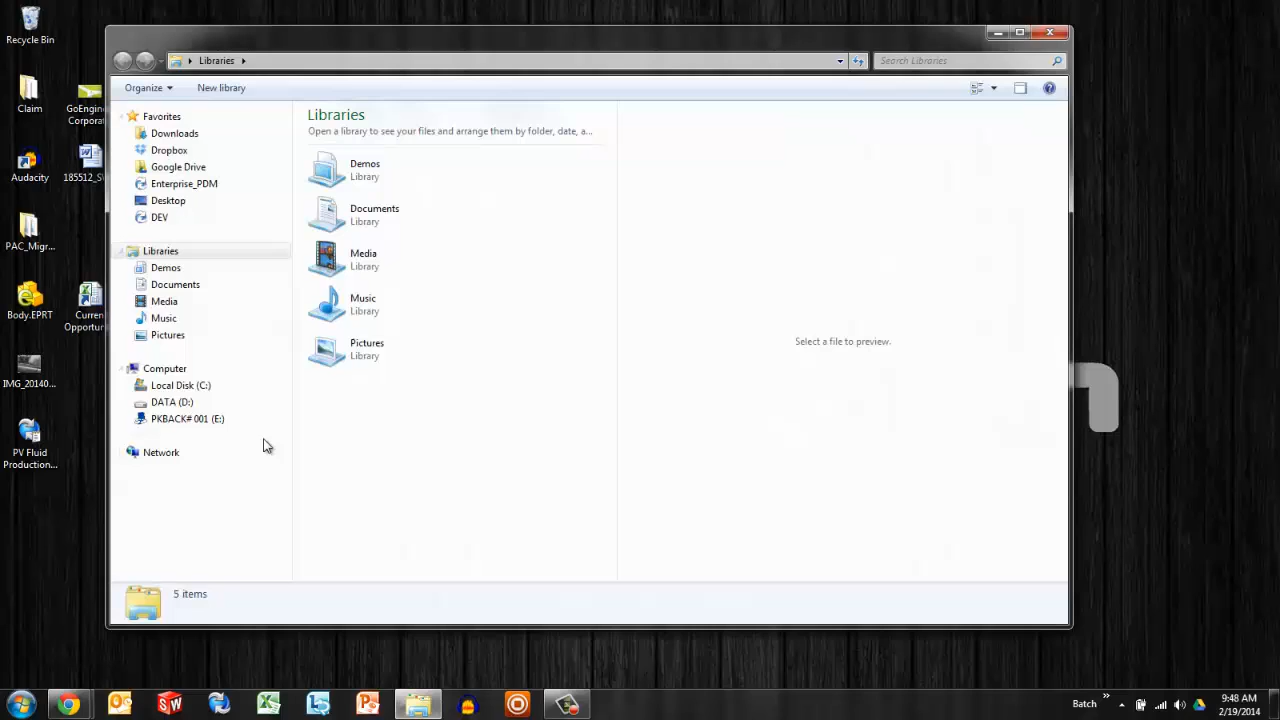 Recycle Bin
Claim
GoEngine
Corporat
Audacity
185512_S
PAC_Migr...
Body.EPRT
Curren
Opportu
IMG_20140...
PV Fluid
Production...
Libraries
Search Libraries
Organize
New library
Favorites
Downloads
Dropbox
Google Drive
Enterprise_PDM
Desktop
DEV
Libraries
Demos
Documents
Media
Music
Pictures
Computer
Local Disk (C:)
DATA (D:)
PKBACK# 001 (E:)
Network
Libraries
Open a library to see your files and arrange them by folder, date, a...
Demos
Library
Documents
Library
Media
Library
Music
Library
Pictures
Library
Select a file to preview.
5 items
SW
Batch
9:48 AM
2/19/2014